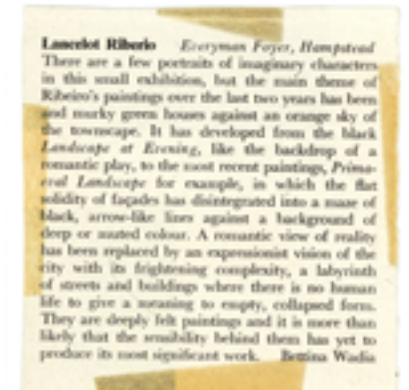 Lancelot Riberio Everyman Foyer, Hampstead
There are a few portraits of imaginary characters
in this small exhibition, but the main theme of
Ribeiro's paintings over the last two years has been
and murky green houses against an orange sky of
the townscape. It has developed from the black
Landscape at Evening, like the backdrop of a
romantic play, to the most recent paintings, Prima-
eval Landscape for example, in which the flat
solidity of façades has disintegrated into a maze of
black, arrow-like lines against a background of
deep or muted colour. A romantic view of reality
has been replaced by an expressionist vision of the
city with its frightening complexity, a labyrinth
of streets and buildings where there is no human
life to give a meaning to empty, collapsed form.
They are deeply felt paintings and it is more than
likely that the sensibility behind them has yet to
produce its most significant work. Bettina Wadia